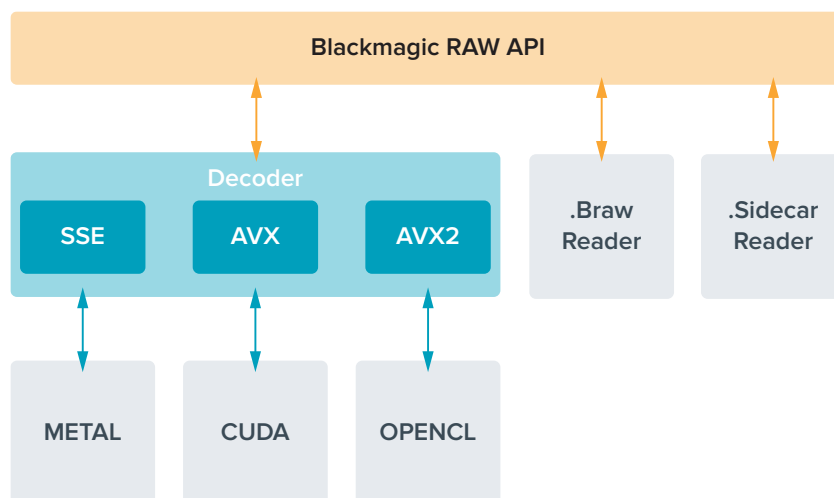 Blackmagic RAW API
Decoder
SSE
AVX
AVX2
.Braw
Reader
.Sidecar
Reader
METAL
CUDA
OPENCL